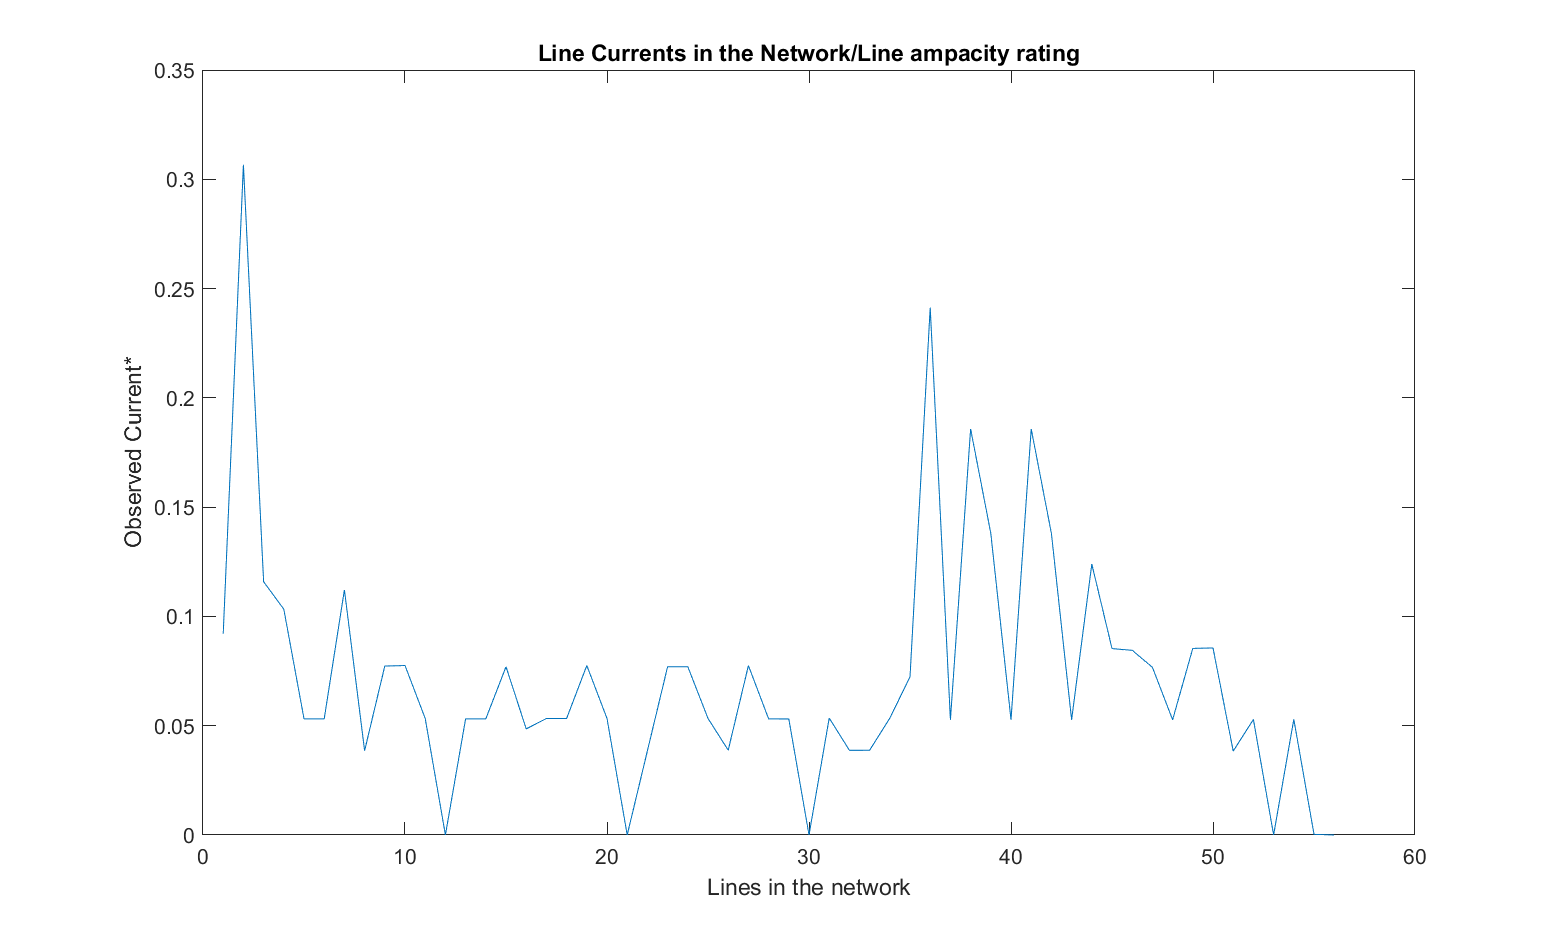 Line Currents in the Network/Line ampacity rating
0.35
0.3
0.25
0.2
0.15
0.1
0.05
0
Observed Current*
0 10 20 30 40 50 60
Lines in the network